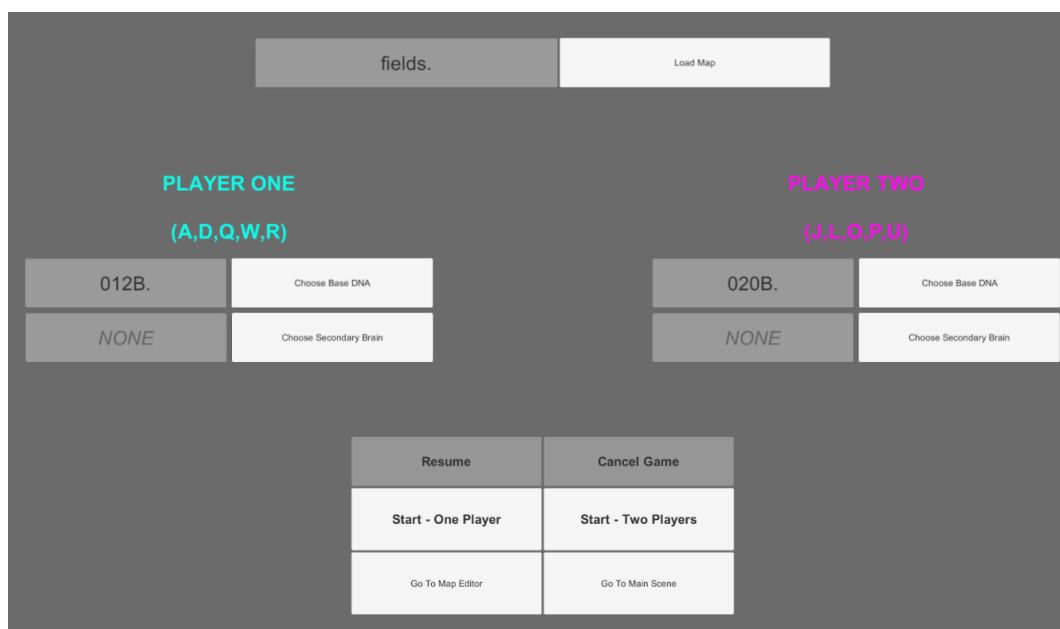 fields.
Load Map
PLAYER ONE
(A,D,Q,W,R)
012B.
Choose Base DNA
NONE
Choose Secondary Brain
PLAYER TWO
(J,L,O,P,U)
020B.
Choose Base DNA
NONE
Choose Secondary Brain
Resume
Cancel Game
Start - One Player
Start - Two Players
Go To Map Editor
Go To Main Scene